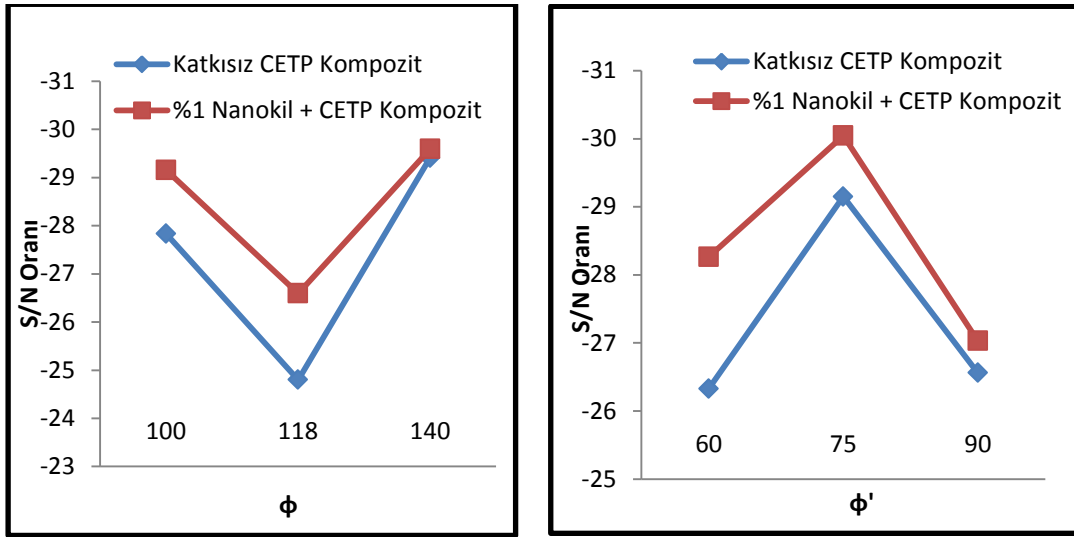 Katkısız CETP Kompozit
%1 Nanokil + CETP Kompozit
S/N Oranı
-31
-30
-29
-28
-27
-26
-25
-24
-23
100 118 140
ϕ
Katkısız CETP Kompozit
%1 Nanokil + CETP Kompozit
S/N Oranı
-31
-30
-29
-28
-27
-26
-25
60 75 90
ϕ'